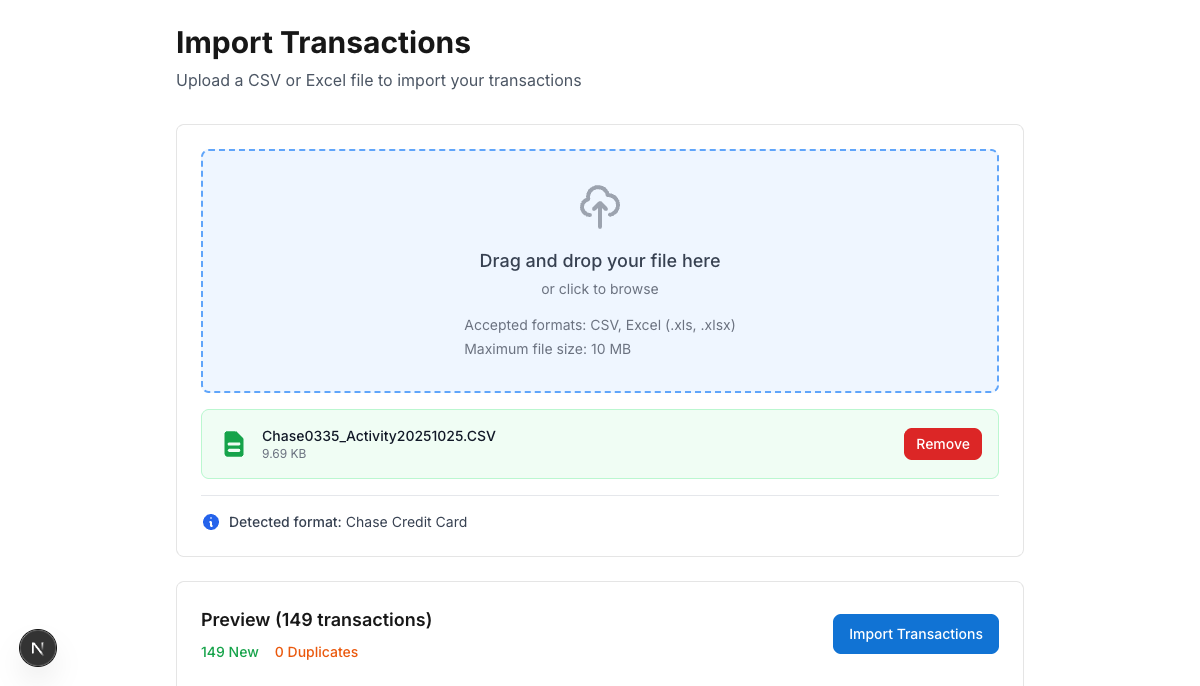 Import Transactions
Upload a CSV or Excel file to import your transactions
Drag and drop your file here
or click to browse
Accepted formats: CSV, Excel (.xls, .xlsx)
Maximum file size: 10 MB
Chase0335_Activity20251025.CSV
9.69 KB
Remove
Detected format: Chase Credit Card
Preview (149 transactions)
149 New 0 Duplicates
Import Transactions
N